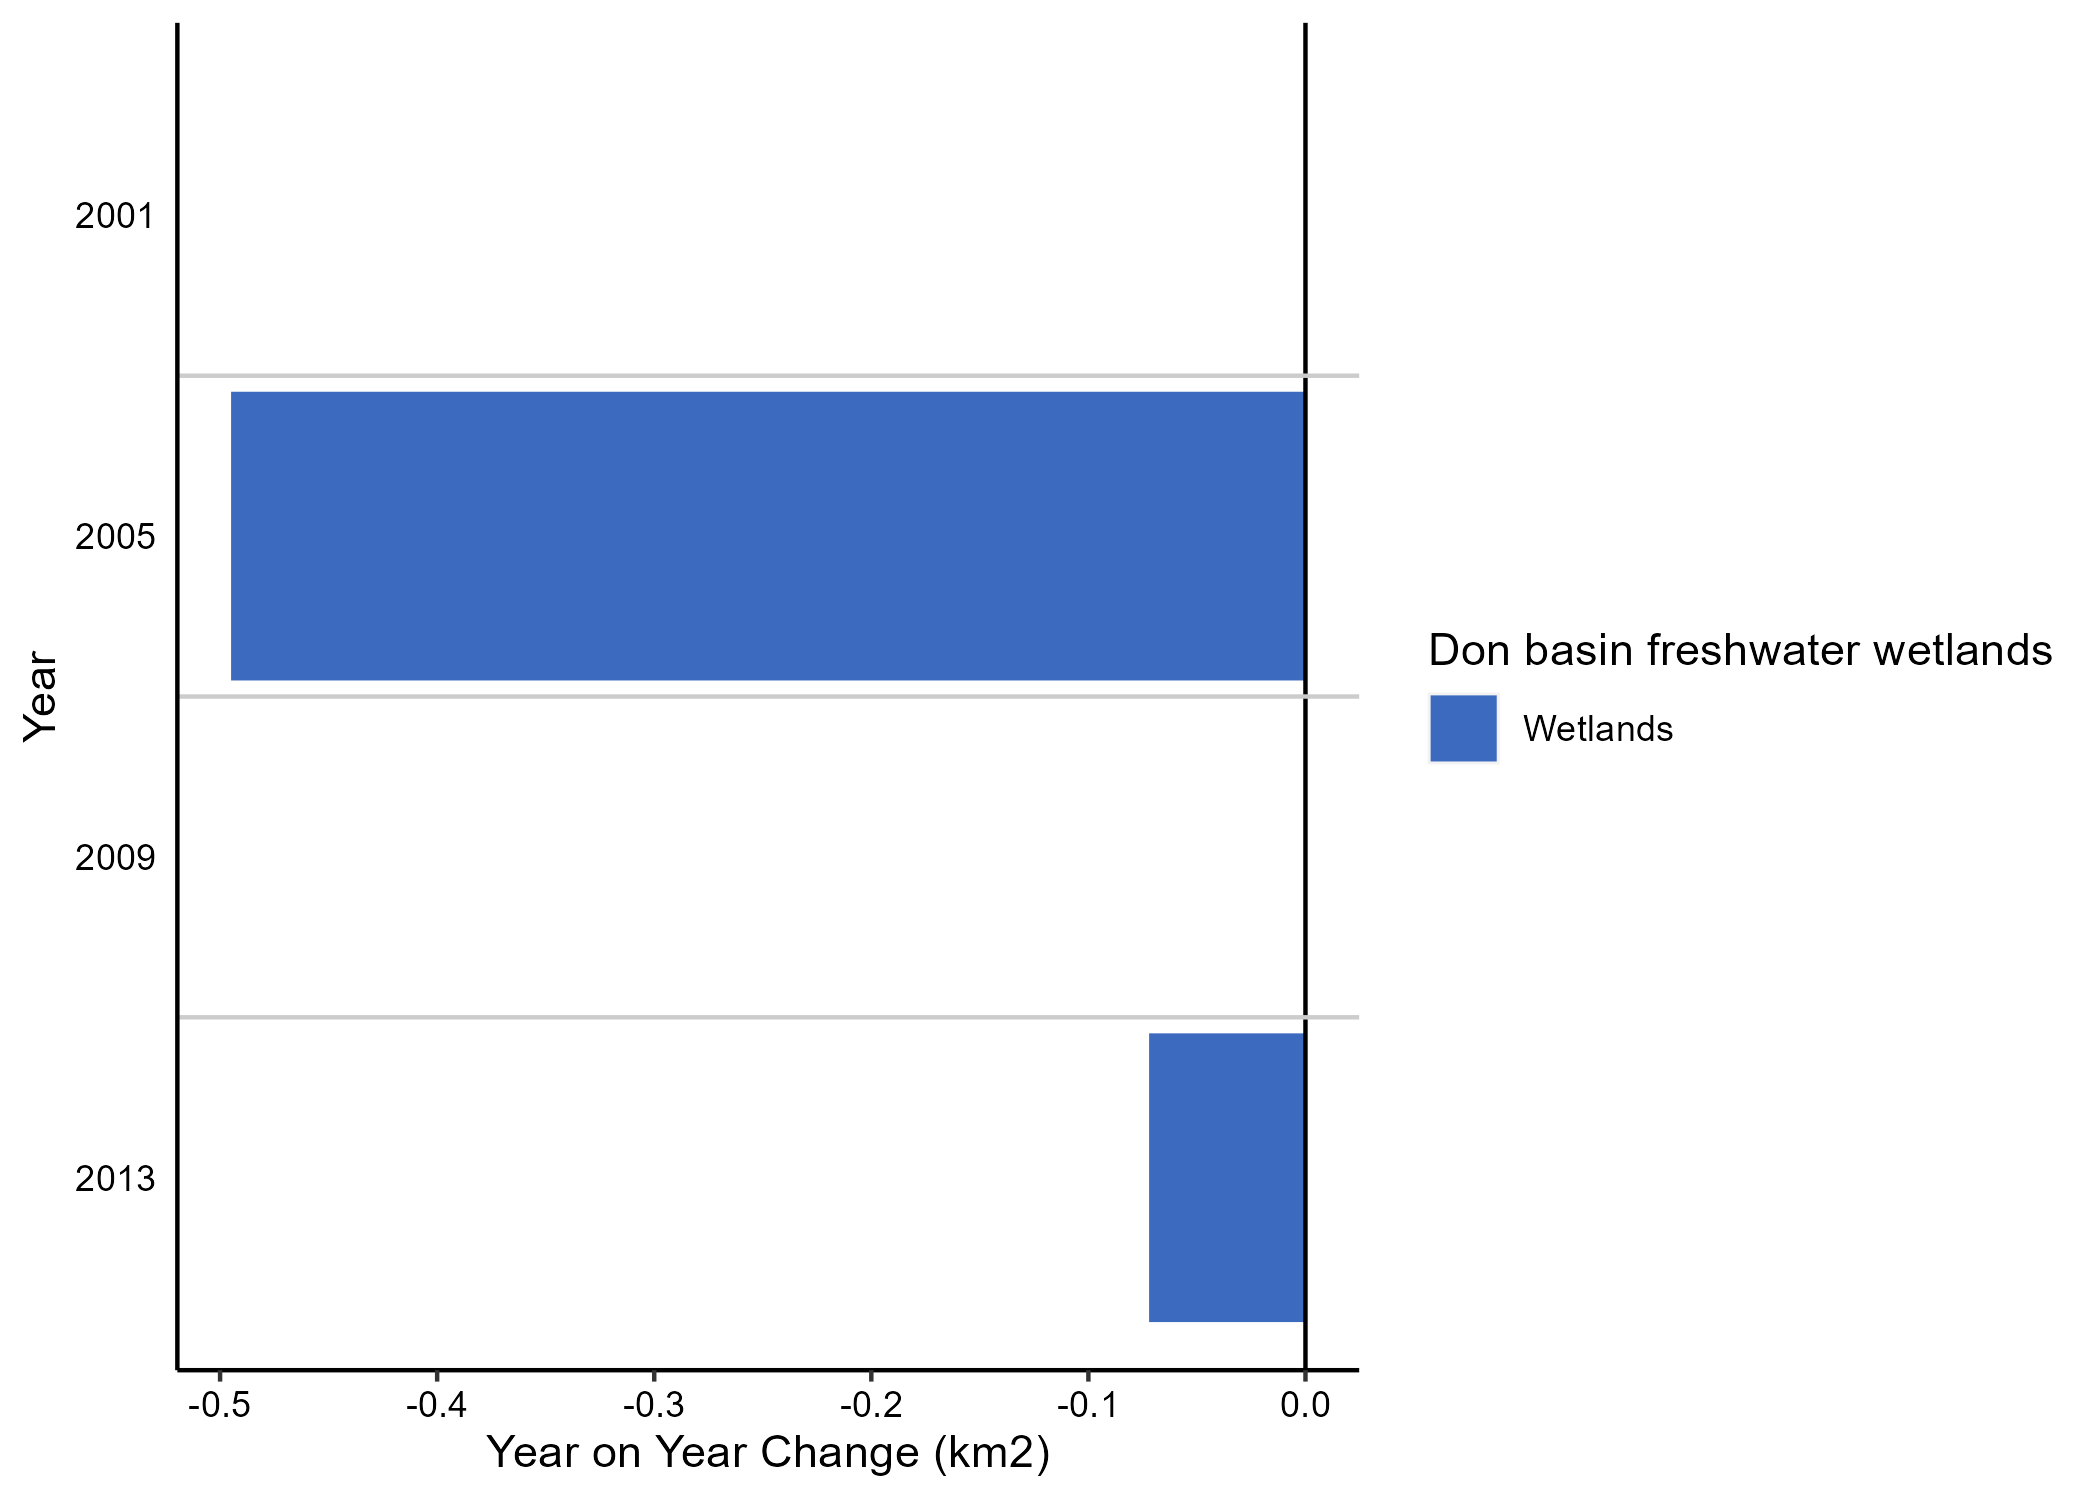 Year
2001
2005
2009
2013
-0.5 -0.4 -0.3 -0.2 -0.1 0.0
Year on Year Change (km2)
Don basin freshwater wetlands
Wetlands